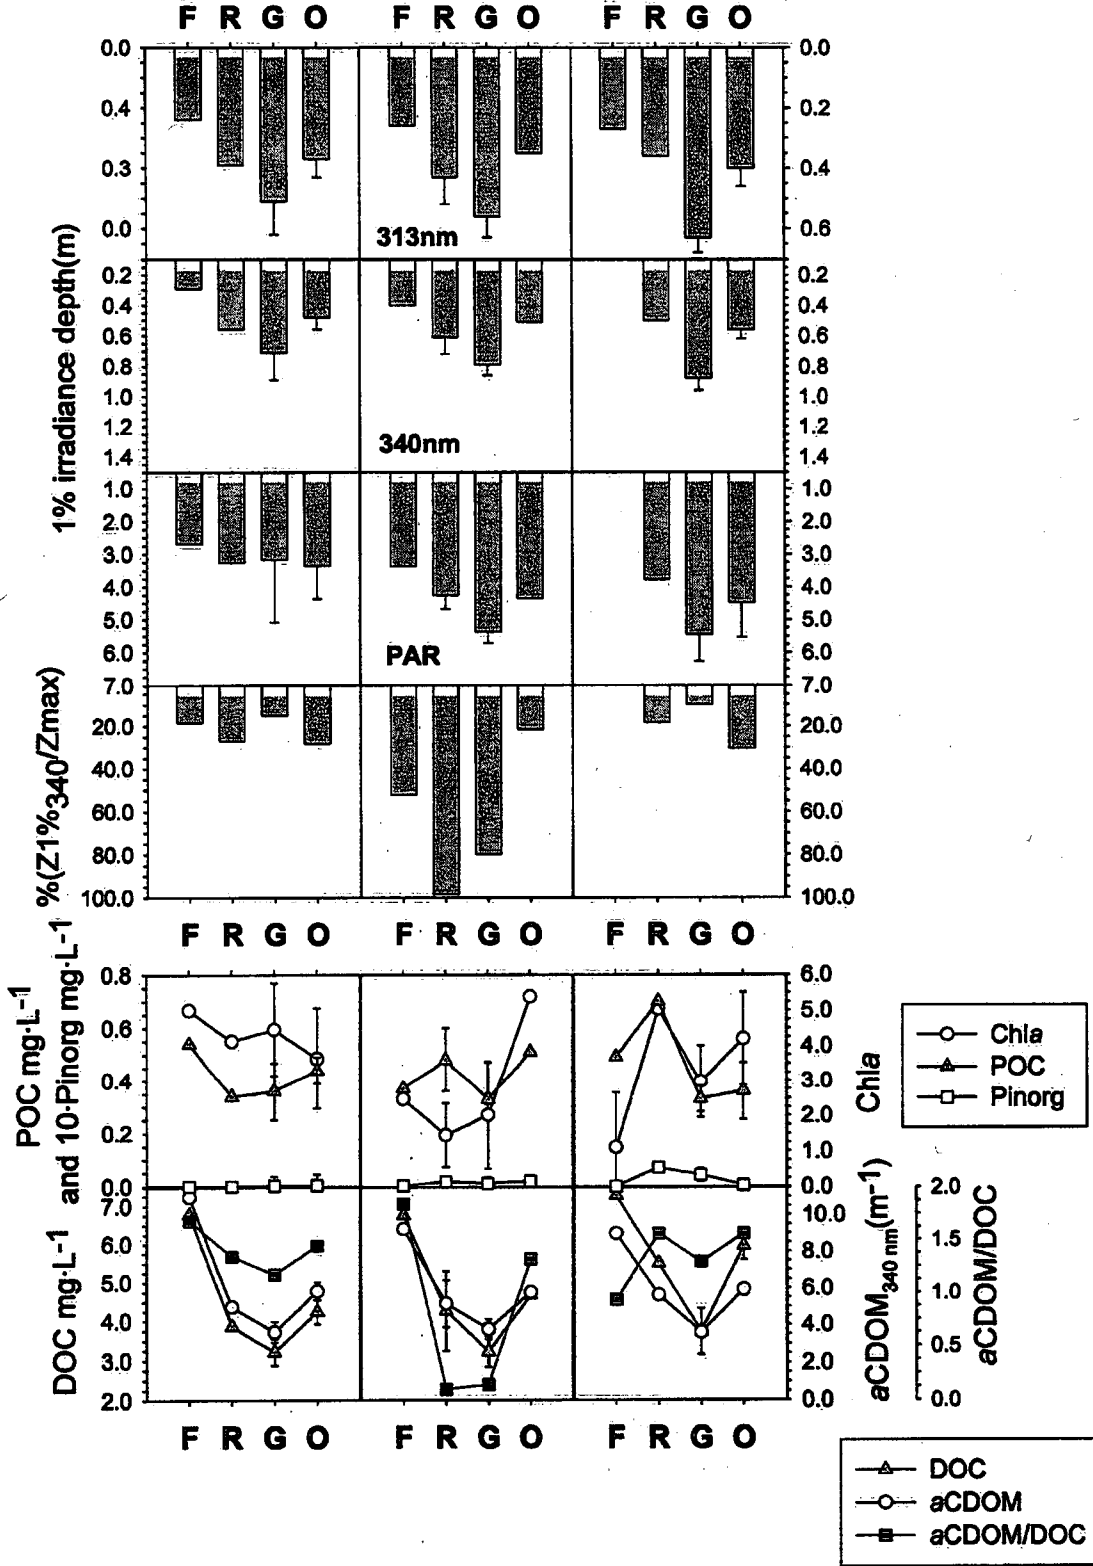 F R G O F R G O F R G O
0.0 0.0
0.4 0.2
0.3 0.4
0.0 0.6
313nm
1% irradiance depth(m)
0.2 0.2
0.4 0.4
0.6 0.6
0.8 0.8
1.0 1.0
1.2 1.2
1.4 1.4
340nm
1.0 1.0
2.0 2.0
3.0 3.0
4.0 4.0
5.0 5.0
6.0 6.0
7.0 7.0
PAR
%(Z1%340/Zmax)
20.0 20.0
40.0 40.0
60.0 60.0
80.0 80.0
100.0 100.0
F R G O F R G O F R G O
POC mg·L-1
and 10·Pinorg mg·L-1
0.8 6.0
0.6 5.0
0.4 4.0
0.2 3.0
0.0 2.0
1.0
0.0
Chla
Chla
POC
Pinorg
DOC mg·L-1
7.0 10.0 2.0
6.0 8.0 1.5
5.0 6.0 1.0
4.0 4.0 0.5
3.0 2.0 0.0
2.0 0.0
aCDOM340 nm(m-1)
aCDOM/DOC
F R G O F R G O F R G O
DOC
aCDOM
aCDOM/DOC